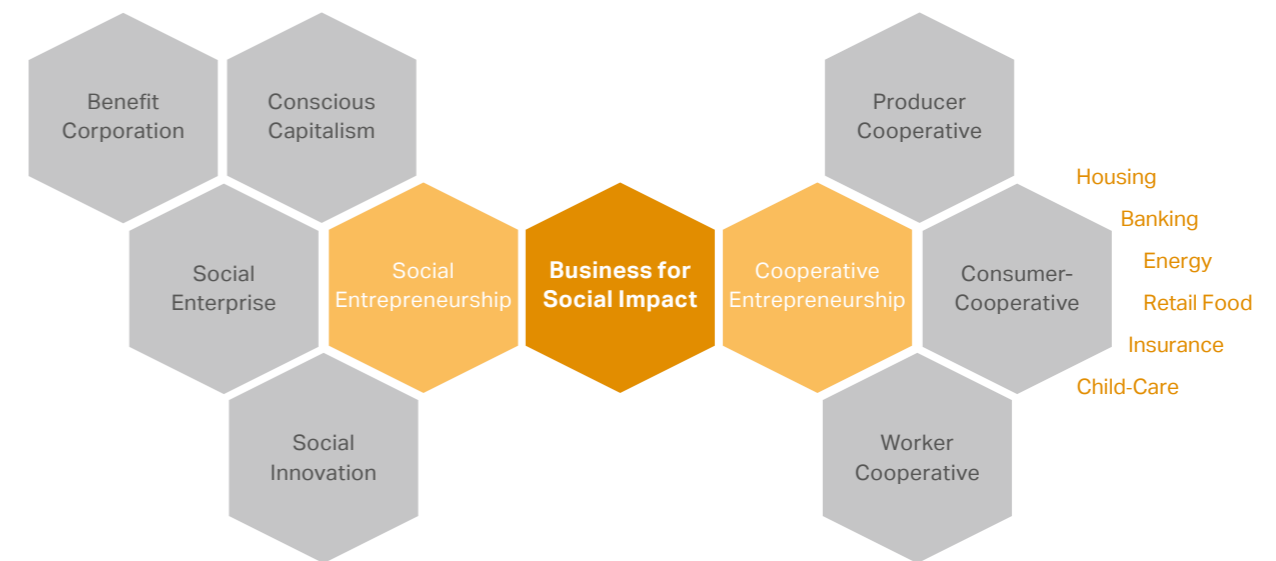 Benefit
Corporation
Conscious
Capitalism
Social
Enterprise
Social
Entrepreneurship
Social
Innovation
Business for
Social Impact
Cooperative
Entrepreneurship
Producer
Cooperative
Consumer-
Cooperative
Worker
Cooperative
Housing
Banking
Energy
Retail Food
Insurance
Child-Care